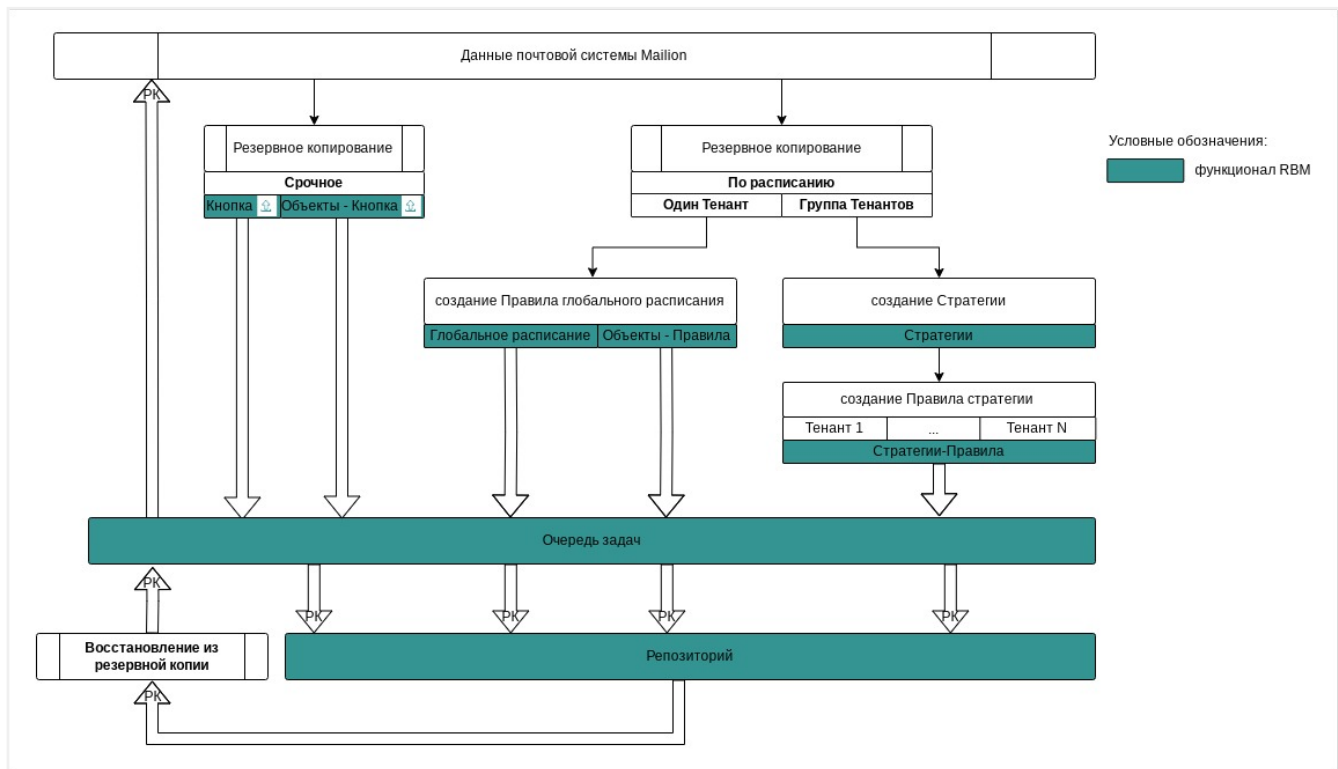 Данные почтовой системы Mailion
РК
Резервное копирование
Срочное
Кнопка
Объекты - Кнопка
Резервное копирование
По расписанию
Один Тенант
Группа Тенантов
Условные обозначения:
функционал RBM
создание Правила глобального расписания
Глобальное расписание
Объекты - Правила
создание Стратегии
Стратегии
создание Правила стратегии
Тенант 1
...
Тенант N
Стратегии-Правила
Очередь задач
РК
РК
РК
РК
РК
Восстановление из
резервной копии
Репозиторий
РК